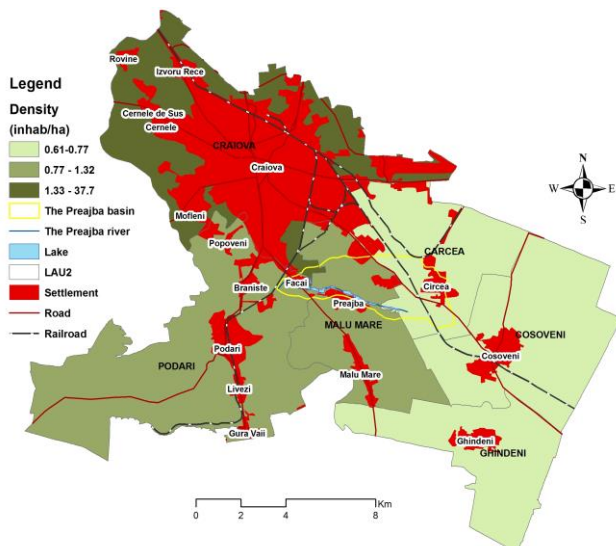 Legend
Density
(inhab/ha)
0.61-0.77
0.77 - 1.32
1.33 - 37.7
The Preajba basin
The Preajba river
Lake
LAU2
Settlement
Road
Railroad
Rovine
Izvoru Rece
Cernele de Sus
Cernele
CRAIOVA
Craiova
Mofleni
Popoveni
CARCEA
Circea
Facai
Braniste
Preajba
MALU MARE
COSOVENI
Cosoveni
Podari
PODARI
Malu Mare
Livezi
Gura Vaii
Ghindeni
GHINDENI
N
W
E
S
Km
0
2
4
8